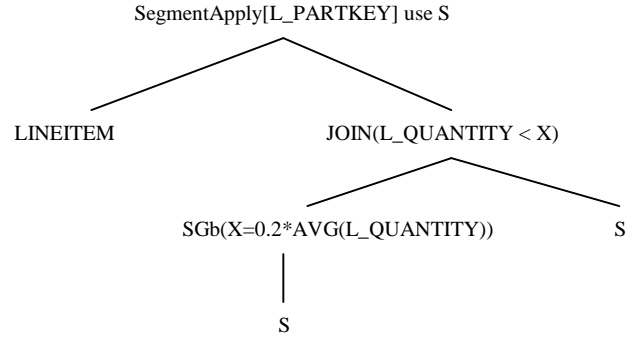 SegmentApply[L_PARTKEY] use S
LINEITEM
JOIN(L_QUANTITY < X)
SGb(X=0.2*AVG(L_QUANTITY))
S
S